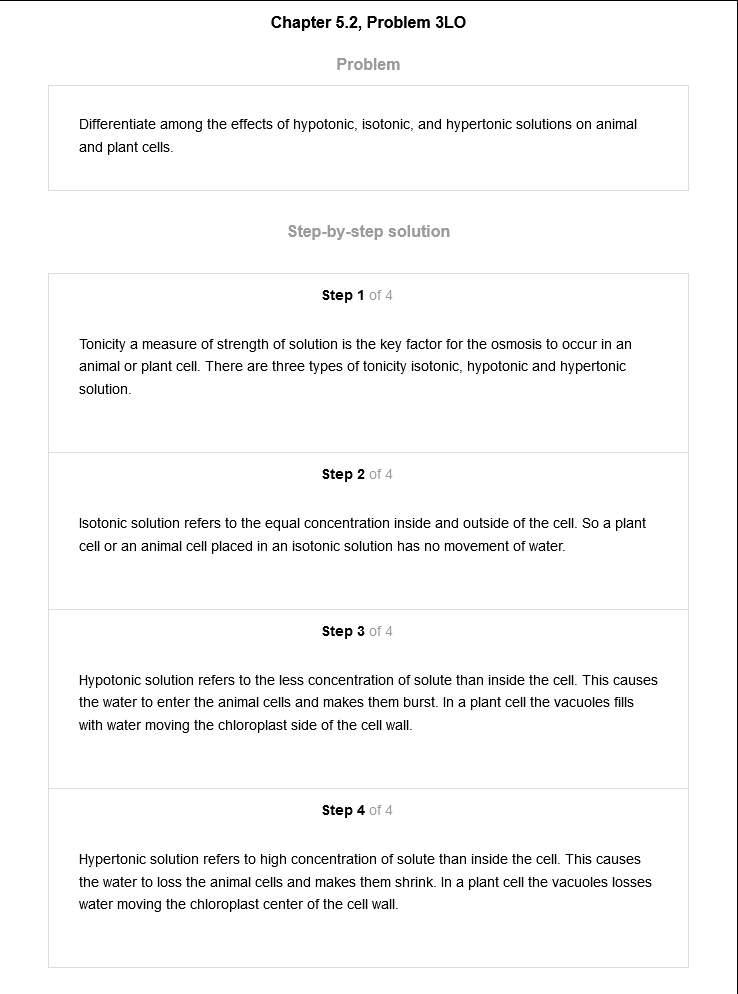 Chapter 5.2, Problem 3LO
Problem
Differentiate among the effects of hypotonic, isotonic, and hypertonic solutions on animal
and plant cells.
Step-by-step solution
Step 1 of 4
Tonicity a measure of strength of solution is the key factor for the osmosis to occur in an
animal or plant cell. There are three types of tonicity isotonic, hypotonic and hypertonic
solution.
Step 2 of 4
Isotonic solution refers to the equal concentration inside and outside of the cell. So a plant
cell or an animal cell placed in an isotonic solution has no movement of water.
Step 3 of 4
Hypotonic solution refers to the less concentration of solute than inside the cell. This causes
the water to enter the animal cells and makes them burst. In a plant cell the vacuoles fills
with water moving the chloroplast side of the cell wall.
Step 4 of 4
Hypertonic solution refers to high concentration of solute than inside the cell. This causes
the water to loss the animal cells and makes them shrink. In a plant cell the vacuoles losses
water moving the chloroplast center of the cell wall.